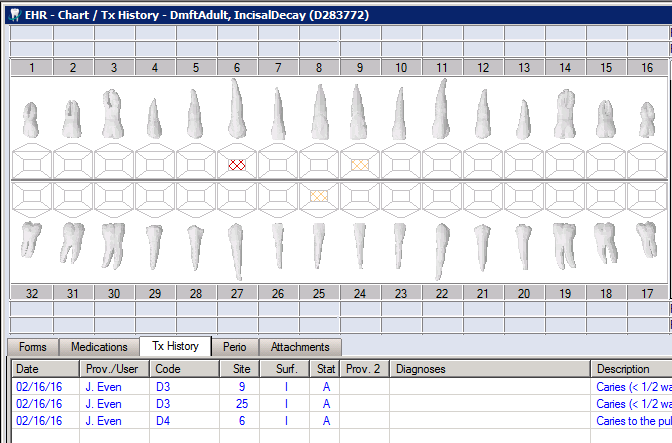 EHR - Chart / Tx History - DmftAdult, IncisalDecay (D283772)
1 2 3 4 5 6 7 8 9 10 11 12 13 14 15 16
32 31 30 29 28 27 26 25 24 23 22 21 20 19 18 17
Forms Medications Tx History Perio Attachments
Date Prov./User Code Site Surf. Stat Prov. 2 Diagnoses Description
02/16/16 J. Even D3 9 I A Caries (< 1/2 wa
02/16/16 J. Even D3 25 I A Caries (< 1/2 wa
02/16/16 J. Even D4 6 I A Caries to the pul